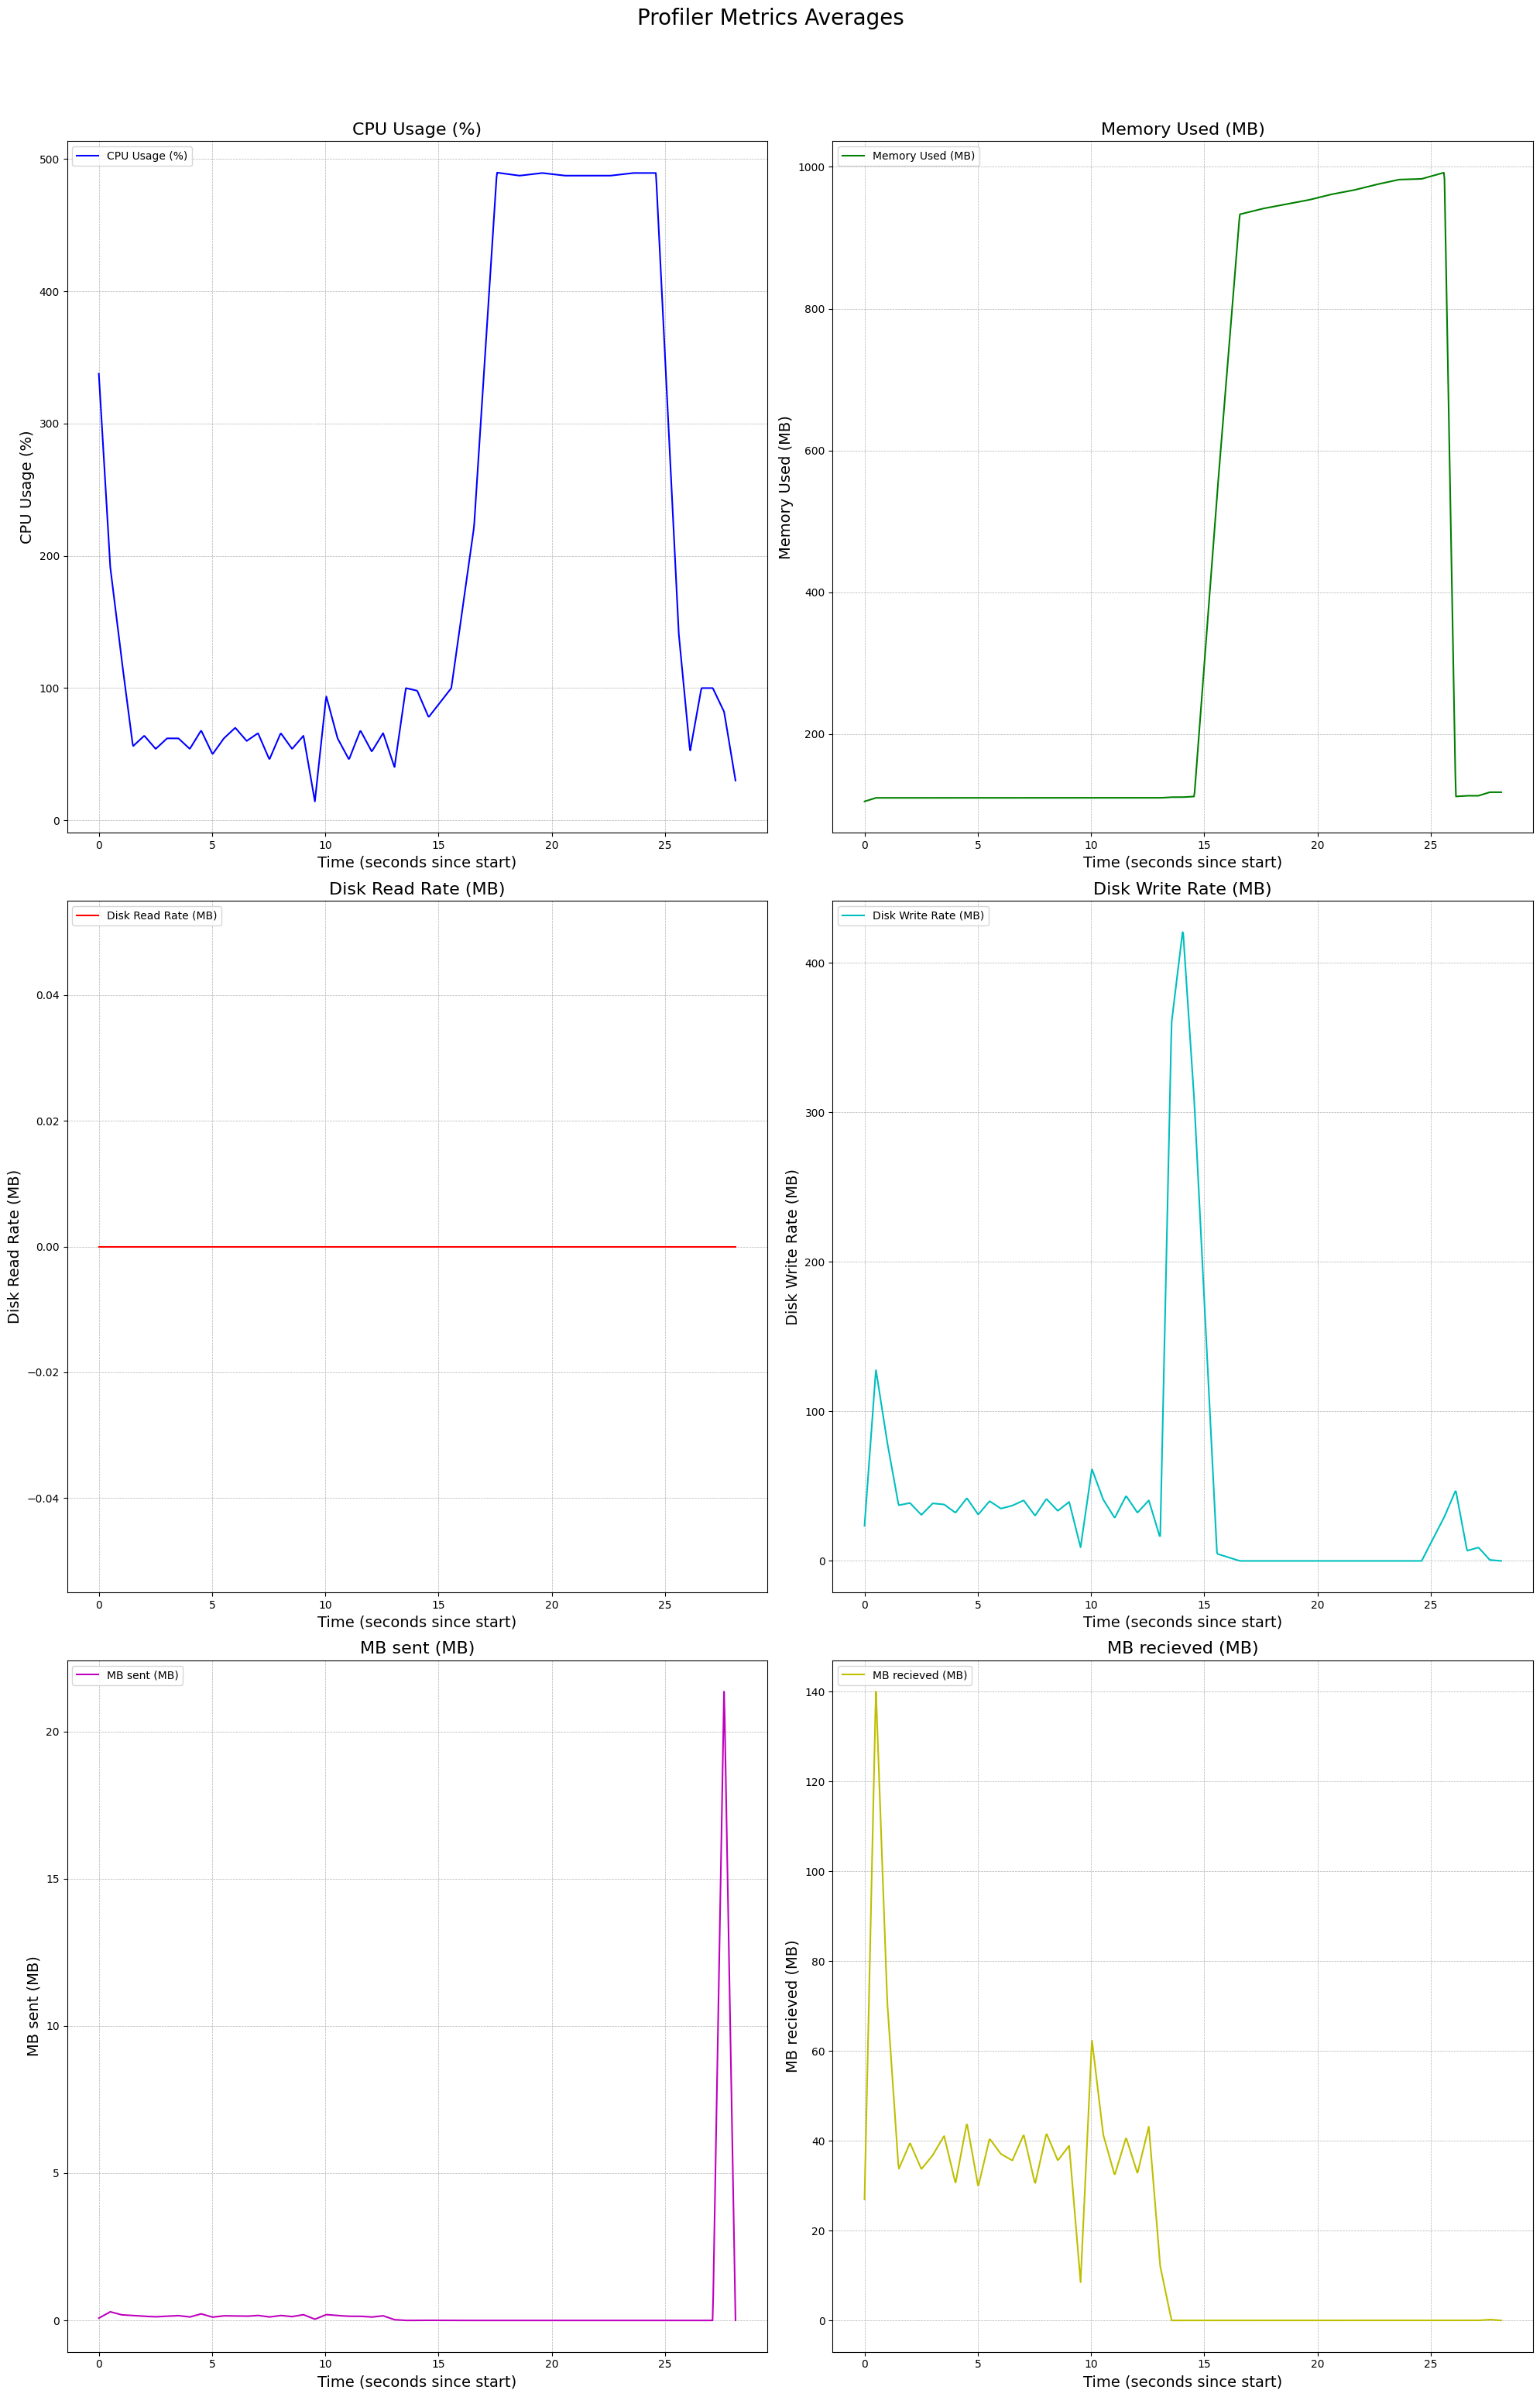 Profiler Metrics Averages
CPU Usage (%)
CPU Usage (%)
CPU Usage (%)
500
400
300
200
100
0
0 5 10 15 20 25
Time (seconds since start)
Memory Used (MB)
Memory Used (MB)
Memory Used (MB)
1000
800
600
400
200
0 5 10 15 20 25
Time (seconds since start)
Disk Read Rate (MB)
Disk Read Rate (MB)
Disk Read Rate (MB)
0.04
0.02
0.00
−0.02
−0.04
0 5 10 15 20 25
Time (seconds since start)
Disk Write Rate (MB)
Disk Write Rate (MB)
Disk Write Rate (MB)
400
300
200
100
0
0 5 10 15 20 25
Time (seconds since start)
MB sent (MB)
MB sent (MB)
MB sent (MB)
20
15
10
5
0
0 5 10 15 20 25
Time (seconds since start)
MB recieved (MB)
MB recieved (MB)
MB recieved (MB)
140
120
100
80
60
40
20
0
0 5 10 15 20 25
Time (seconds since start)